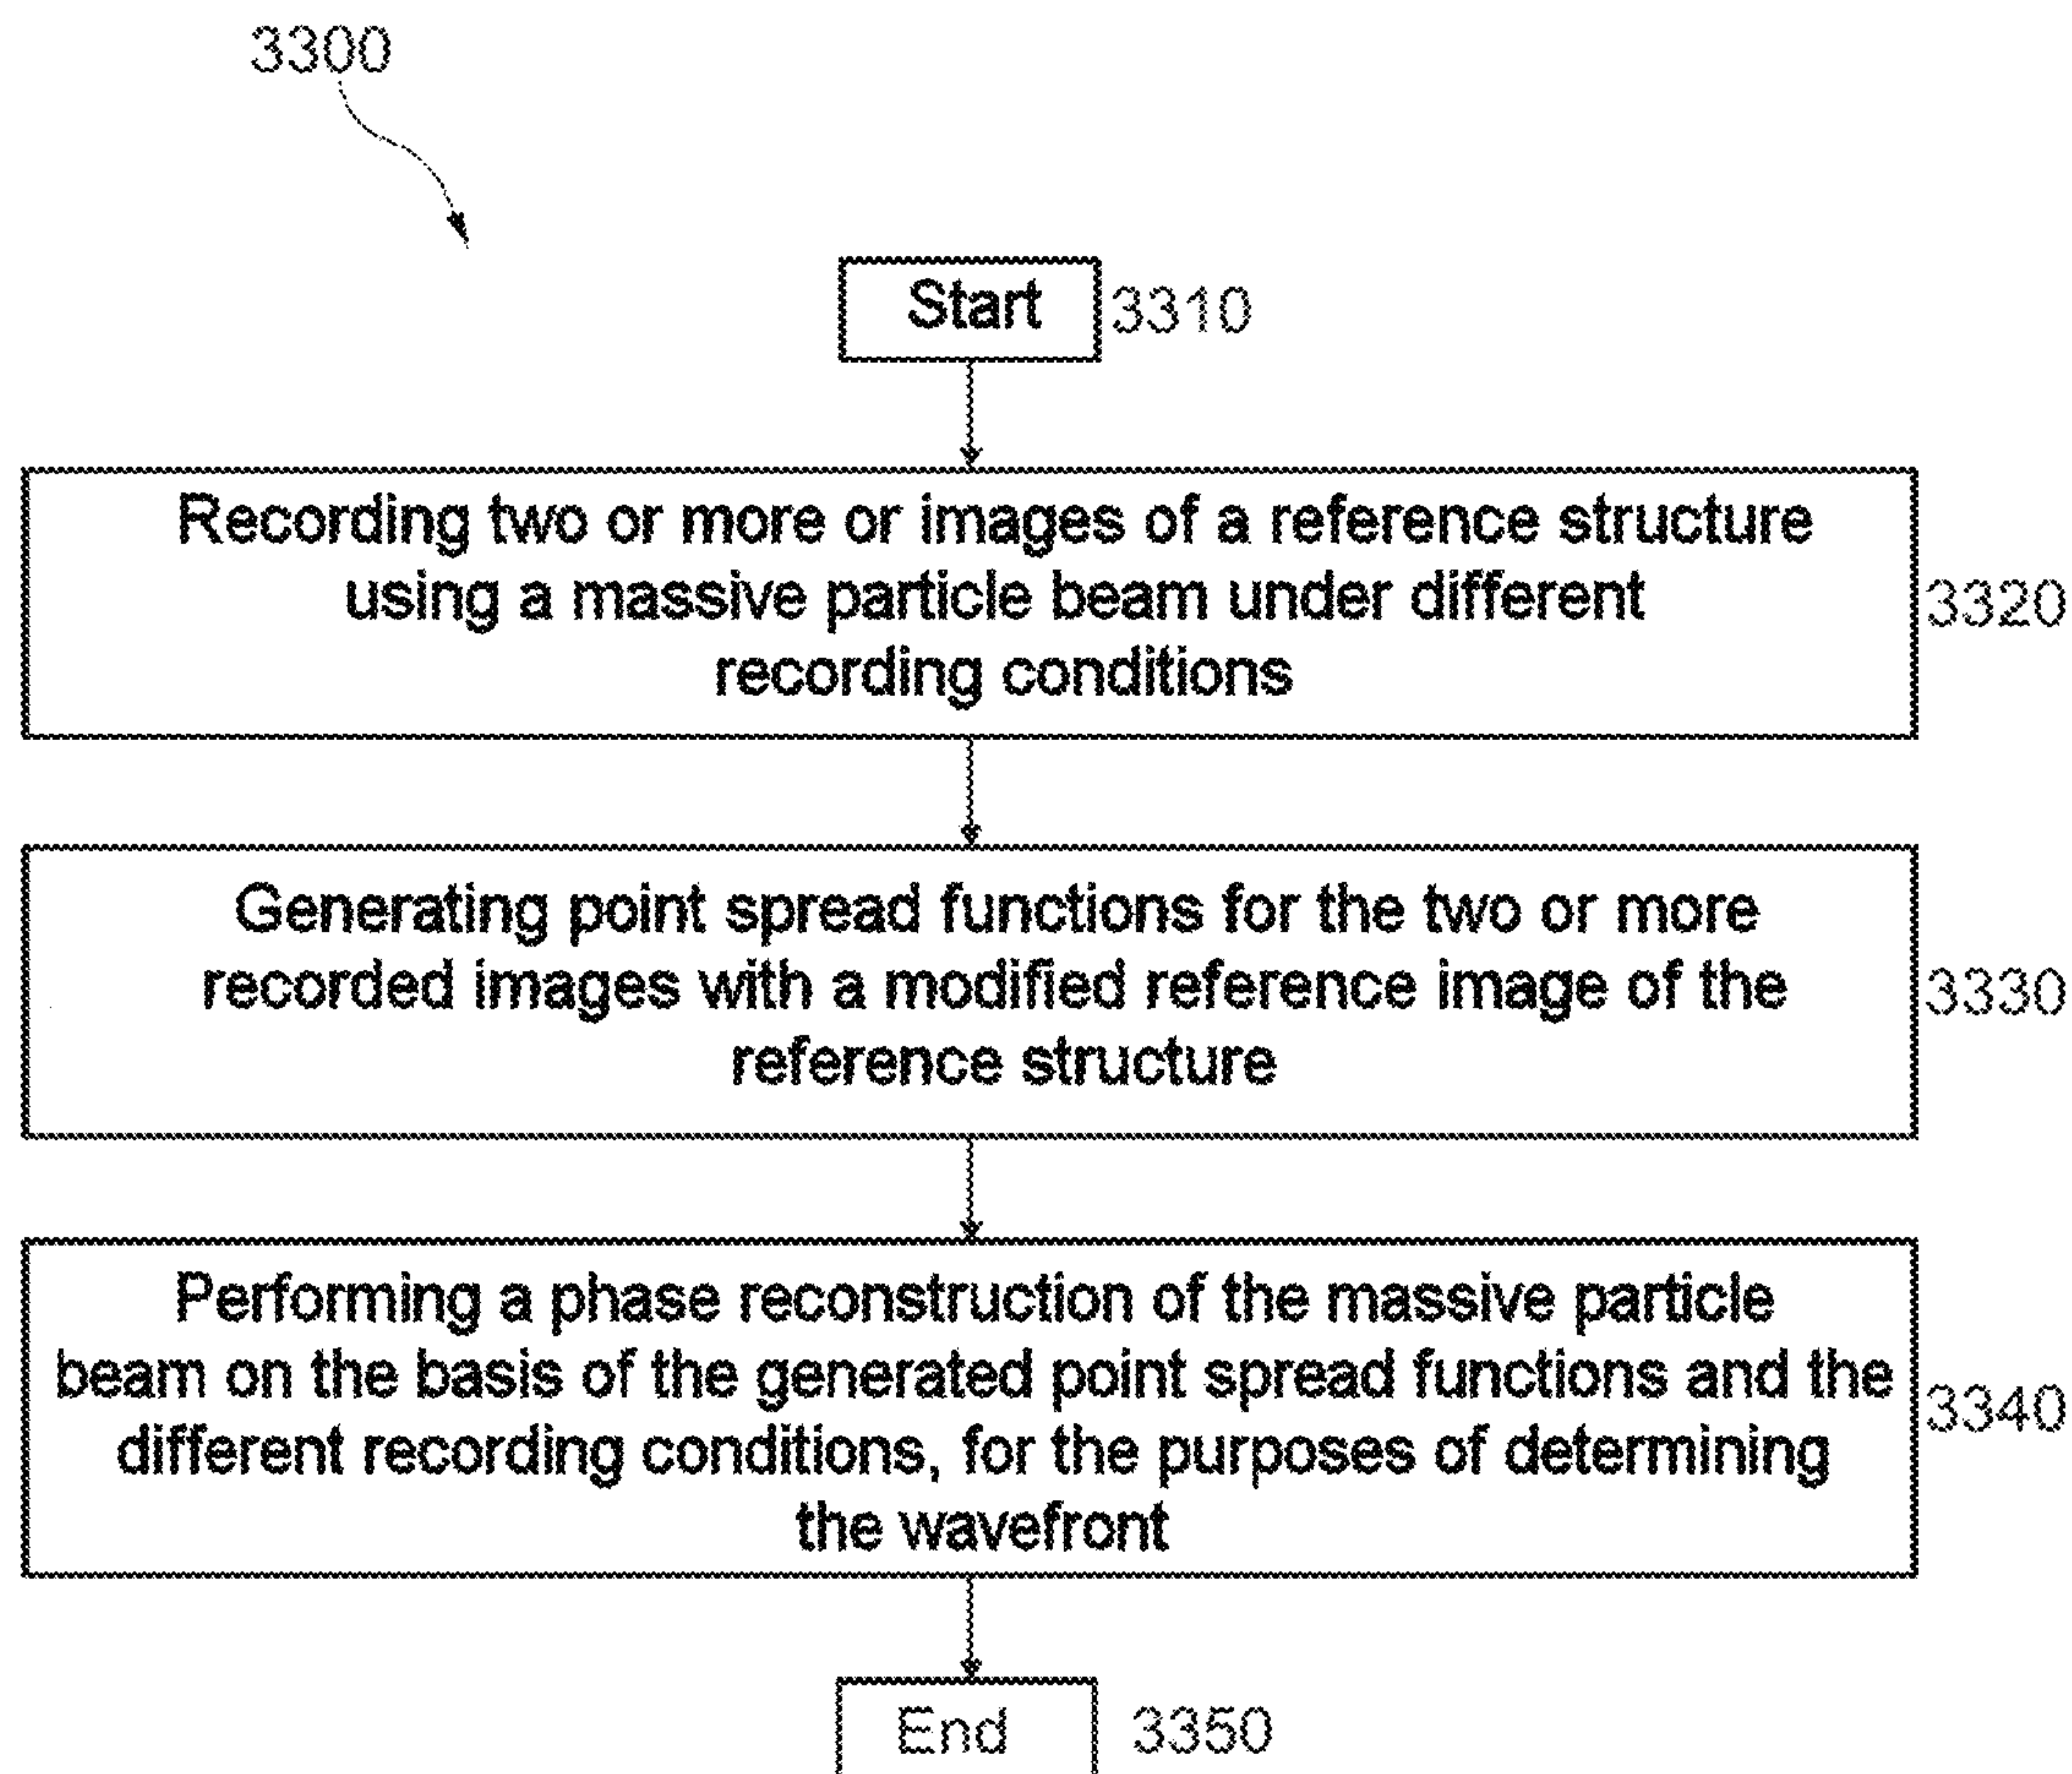 3300
Start 3310
Recording two or more or images of a reference structure
using a massive particle beam under different
recording conditions
3320
Generating point spread functions for the two or more
recorded images with a modified reference image of the
reference structure
3330
Performing a phase reconstruction of the massive particle
beam on the basis of the generated point spread functions and the
different recording conditions, for the purposes of determining
the wavefront
3340
End 3350